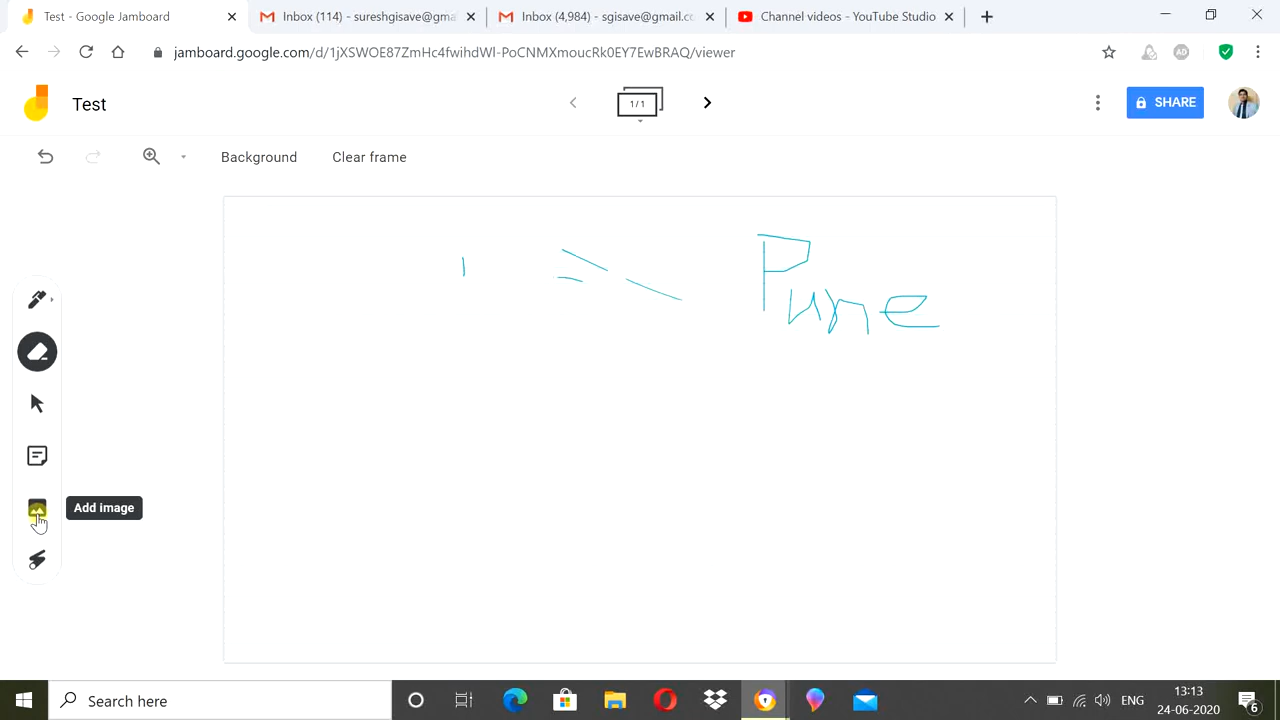 Test - Google Jamboard
Inbox (114) - sureshgisave@gma
Inbox (4,984) - sgisave@gmail.co
Channel videos - YouTube Studio
jamboard.google.com/d/1jXSWOE87ZmHc4fwihdWI-PoCNMXmoucRk0EY7EwBRAQ/viewer
AD
Test
1 / 1
SHARE
Background
Clear frame
Pune
Add image
Search here
ENG
13:13
24-06-2020
6